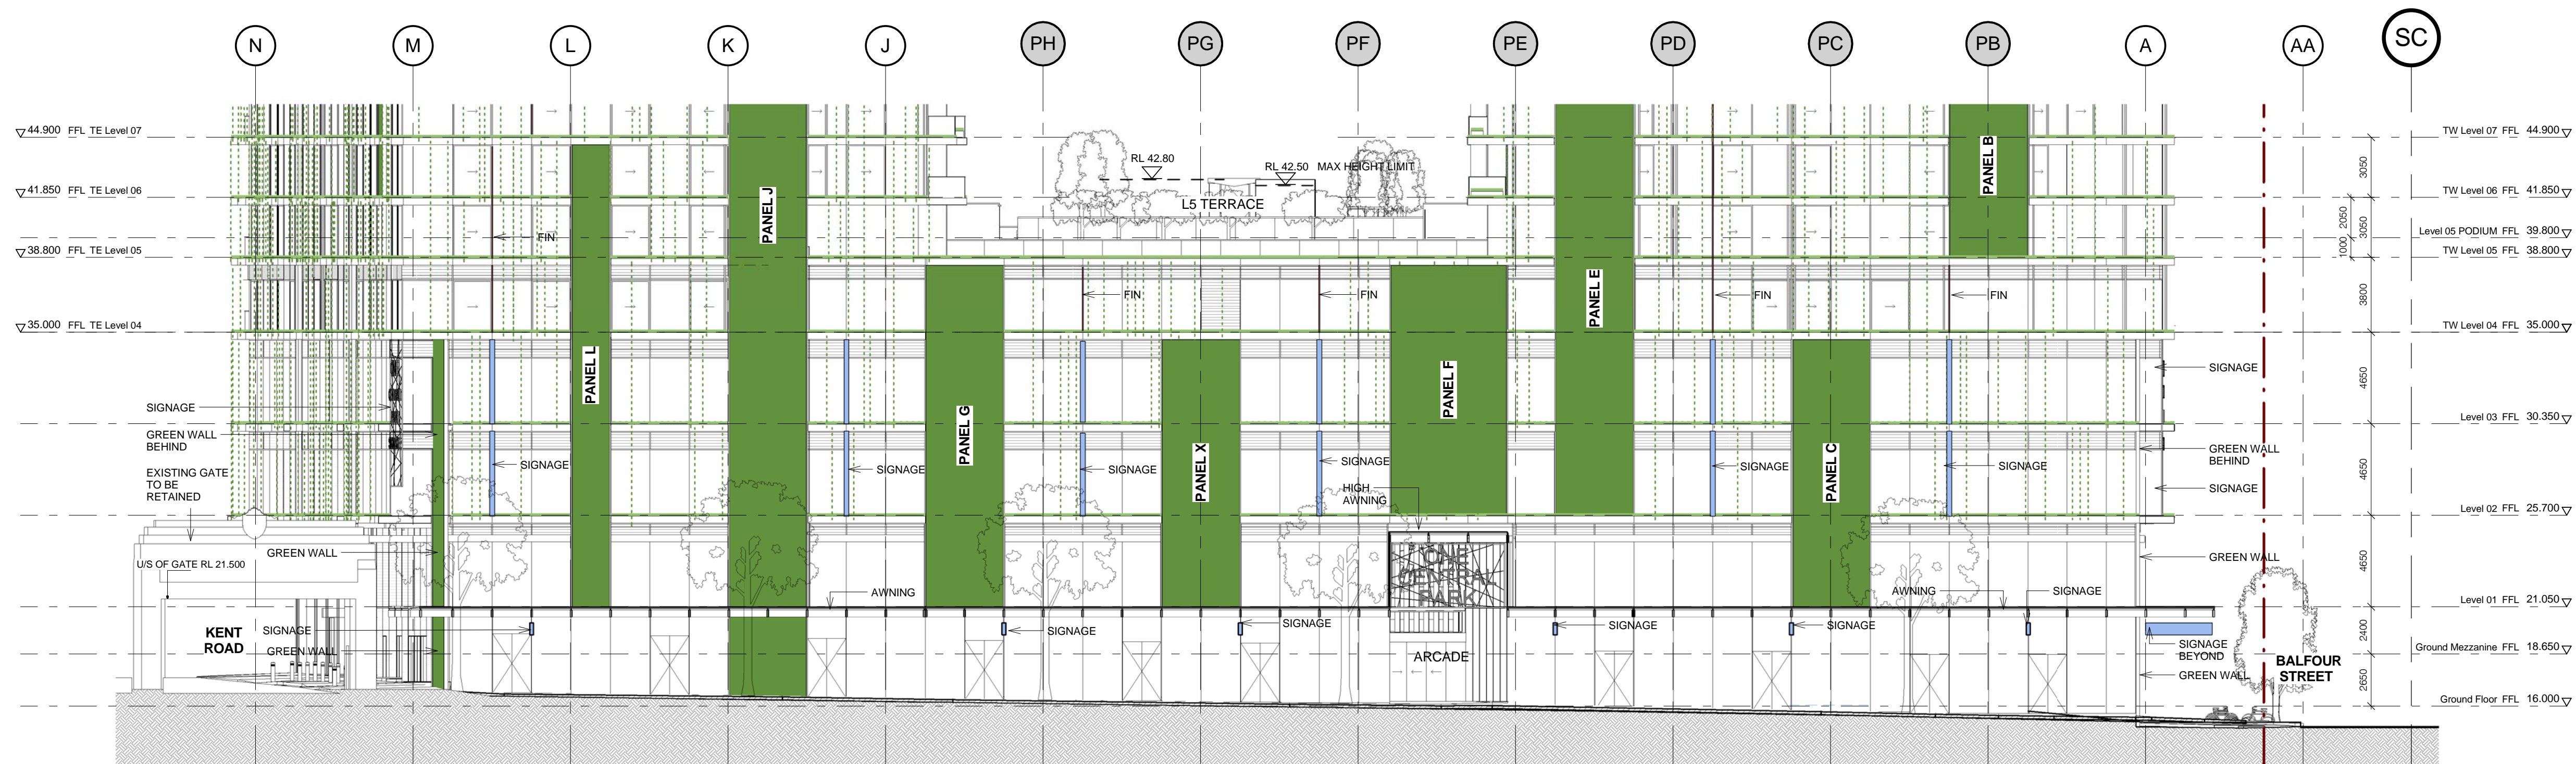 N
M
L
K
J
PH
PG
PF
PE
PD
PC
PB
A
AA
SC
44.900 FFL TE Level 07
41.850 FFL TE Level 06
38.800 FFL TE Level 05
35.000 FFL TE Level 04
SIGNAGE
GREEN WALL
BEHIND
EXISTING GATE
TO BE
RETAINED
U/S OF GATE RL 21.500
KENT
ROAD
GREEN WALL
SIGNAGE
GREEN WALL
FIN
SIGNAGE
PANEL L
PANEL J
SIGNAGE
AWNING
PANEL G
SIGNAGE
RL 42.80
RL 42.50 MAX HEIGHT LIMIT
L5 TERRACE
FIN
FIN
SIGNAGE
PANEL X
SIGNAGE
SIGNAGE
HIGH
AWNING
PANEL F
ONE
CENTRAL
PARK
ARCADE
PANEL E
SIGNAGE
FIN
SIGNAGE
PANEL C
SIGNAGE
PANEL B
FIN
SIGNAGE
AWNING
SIGNAGE
SIGNAGE
GREEN WALL
BEHIND
SIGNAGE
GREEN WALL
SIGNAGE
BEYOND
GREEN WALL
BALFOUR
STREET
3050
2050
3050
1000
3800
4650
4650
4650
2400
2650
TW Level 07 FFL 44.900
TW Level 06 FFL 41.850
Level 05 PODIUM FFL 39.800
TW Level 05 FFL 38.800
TW Level 04 FFL 35.000
Level 03 FFL 30.350
Level 02 FFL 25.700
Level 01 FFL 21.050
Ground Mezzanine FFL 18.650
Ground Floor FFL 16.000